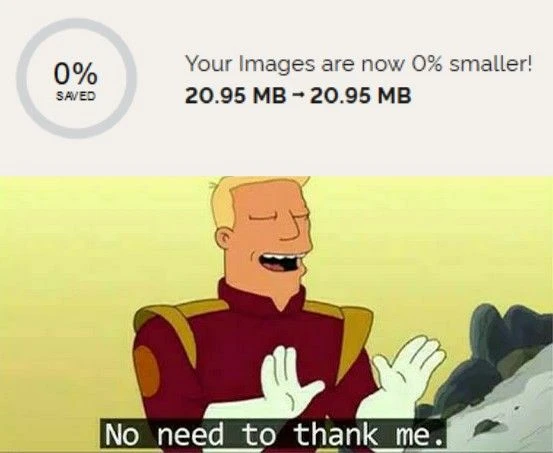 0%
SAVED
Your Images are now 0% smaller!
20.95 MB → 20.95 MB
No need to thank me.